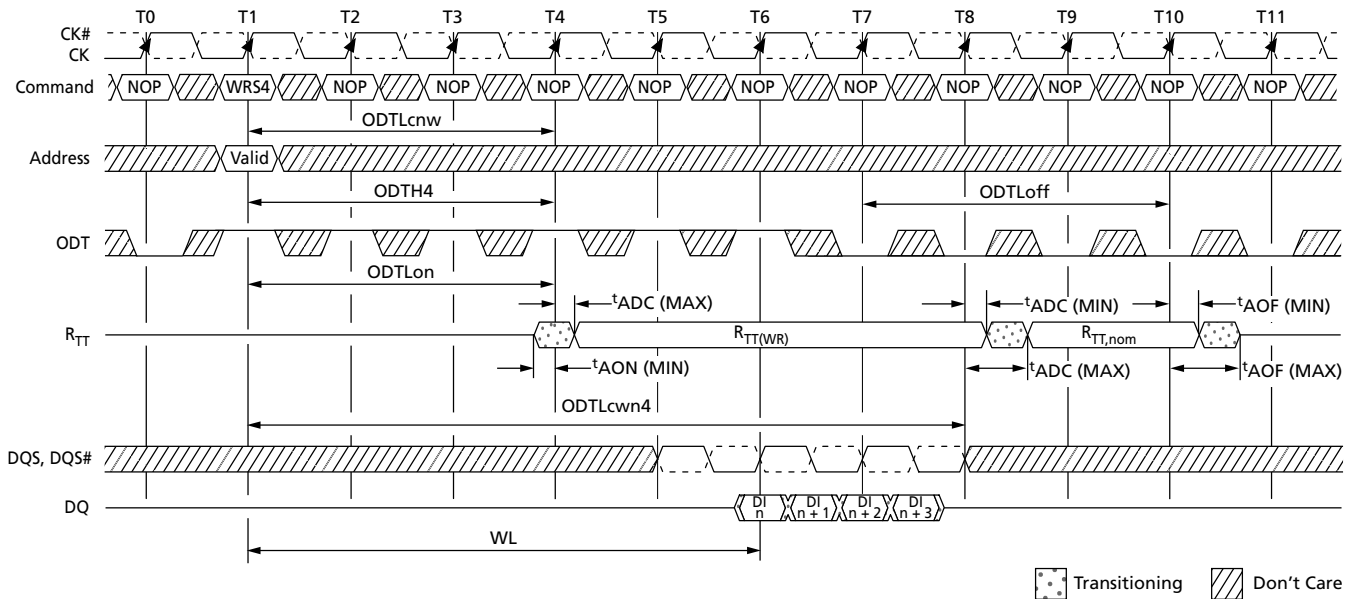 T0 T1 T2 T3 T4 T5 T6 T7 T8 T9 T10 T11
CK#
CK
Command NOP WRS4 NOP NOP NOP NOP NOP NOP NOP NOP NOP NOP
ODTLcnw
Address Valid
ODTH4 ODTLoff
ODT
ODTLon
tADC (MAX) tADC (MIN) tAOF (MIN)
RTT RTT(WR) RTT,nom
tAON (MIN) tADC (MAX) tAOF (MAX)
ODTLcwn4
DQS, DQS#
DQ DI n DI n + 1 DI n + 2 DI n + 3
WL
Transitioning Don't Care